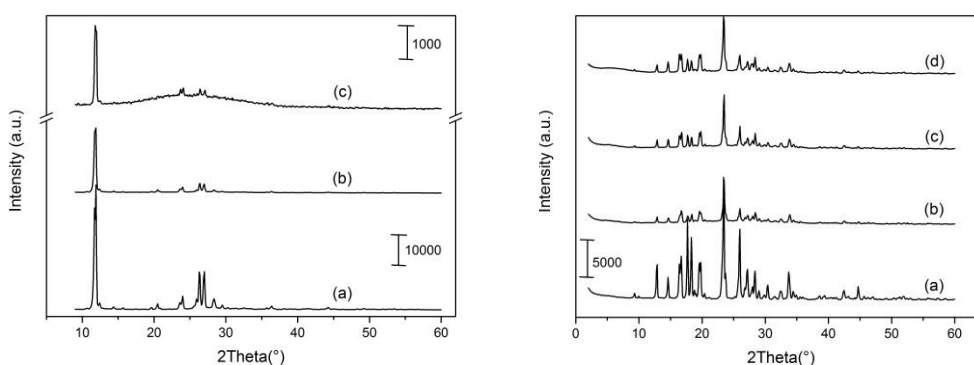 Intensity (a.u.)
1000
(c)
(b)
10000
(a)
10 20 30 40 50 60
2Theta(°)
Intensity (a.u.)
(d)
(c)
(b)
5000
(a)
0 10 20 30 40 50 60
2Theta(°)